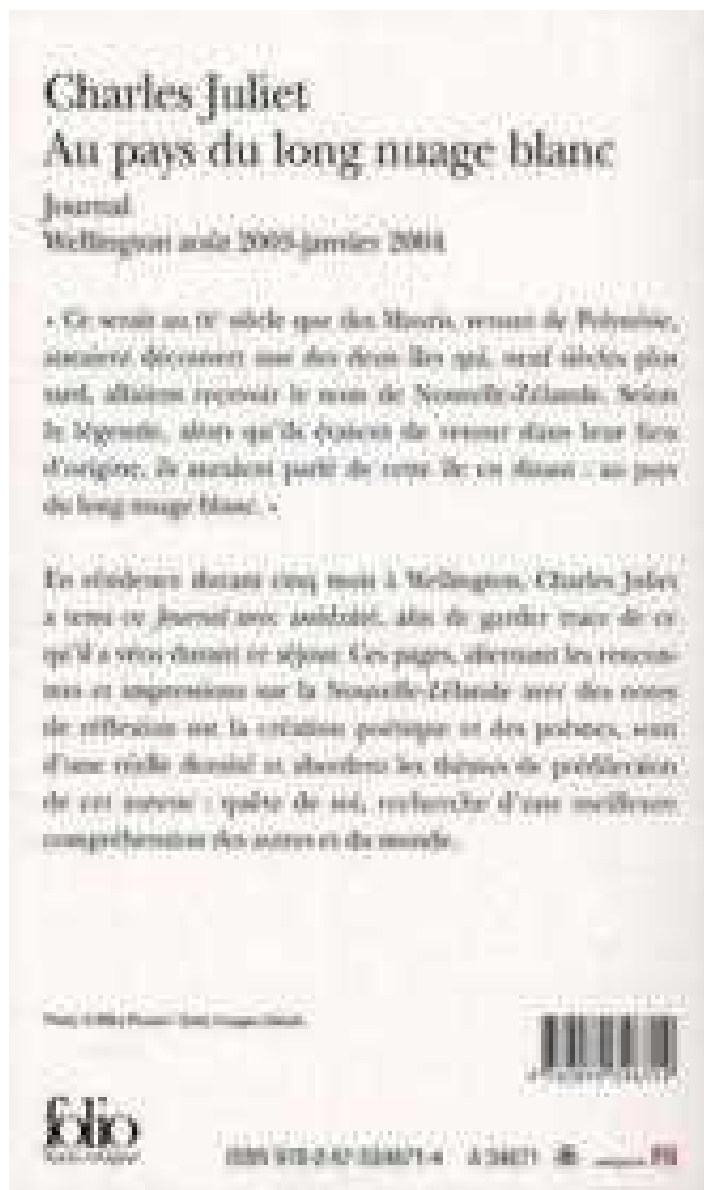 Charles Juliet
Au pays du long nuage blanc
Journal
Wellington août 2003-janvier 2004
« Ce serait au IXe siècle que des Maoris, venant de Polynésie,
auraient découvert une des deux îles qui, neuf siècles plus
tard, allaient recevoir le nom de Nouvelle-Zélande. Selon
la légende, alors qu'ils étaient de retour dans leur lieu
d'origine, ils auraient parlé de cette île en disant : au pays
du long nuage blanc. »
En résidence durant cinq mois à Wellington, Charles Juliet
a tenu ce Journal avec assiduité, afin de garder trace de ce
qu'il a vécu durant ce séjour. Ces pages, alternant les rencon-
tres et impressions sur la Nouvelle-Zélande avec des notes
de réflexion sur la création poétique et des poèmes, sont
d'une réelle densité et abordent les thèmes de prédilection
de cet auteur : quête de soi, recherche d'une meilleure
compréhension des autres et du monde.
folio
ISBN A 34671